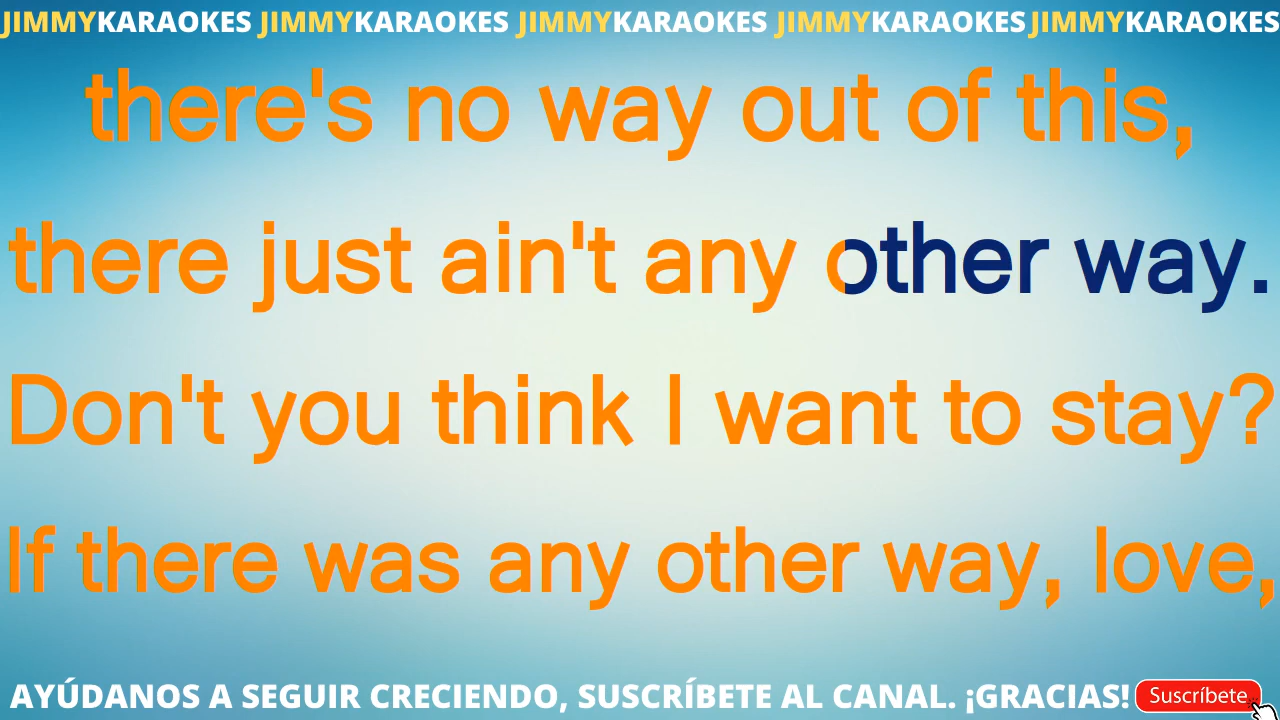 JIMMYKARAOKES JIMMYKARAOKES JIMMYKARAOKES JIMMYKARAOKES JIMMYKARAOKES
there's no way out of this,
there just ain't any other way.
Don't you think I want to stay?
If there was any other way, love,
AYÚDANOS A SEGUIR CRECIENDO, SUSCRÍBETE AL CANAL. ¡GRACIAS! Suscríbete